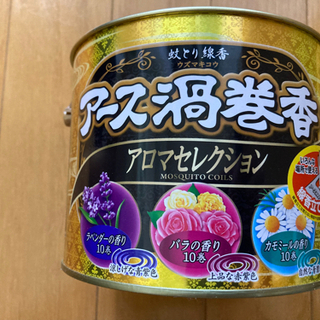 蚊とり線香
ウズマキコウ
アース渦巻香
アロマセレクション
MOSQUITO COILS
ラベンダーの香り
10巻
バラの香り
10巻
カモミールの香り
10巻
上品な赤紫色